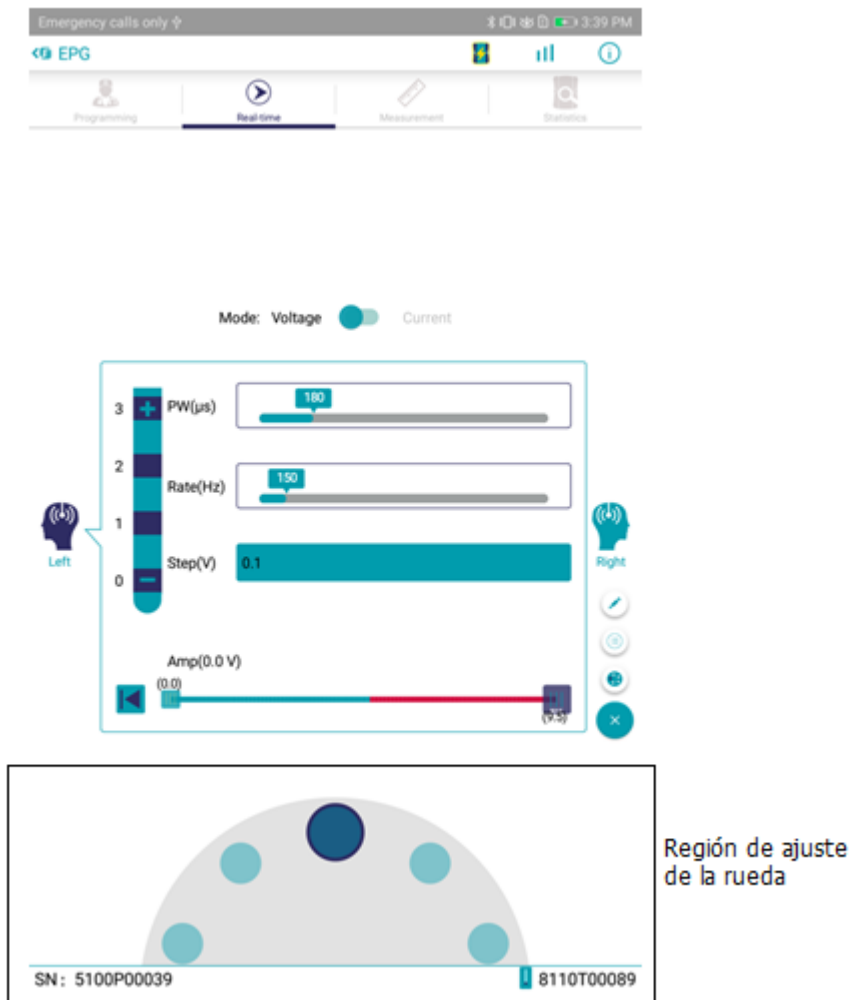 Emergency calls only
3:39 PM
EPG
Programming
Real-time
Measurement
Statistics
Mode: Voltage
Current
3
PW(µs)
180
2
Rate(Hz)
150
1
Left
Right
Step(V)
0.1
0
Amp(0.0 V)
(0.0)
(9.5)
Región de ajuste
de la rueda
SN: 5100P00039
8110T00089